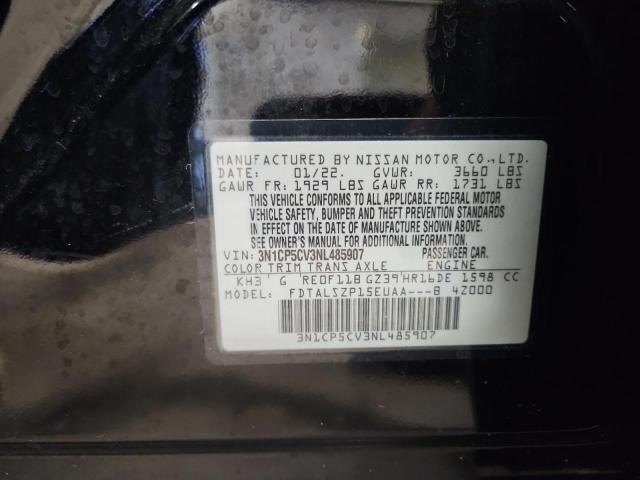 MANUFACTURED BY NISSAN MOTOR CO.,LTD.
DATE: 01/22. GVWR: 3660 LBS
GAWR FR: 1929 LBS GAWR RR: 1731 LBS
THIS VEHICLE CONFORMS TO ALL APPLICABLE FEDERAL MOTOR
VEHICLE SAFETY, BUMPER AND THEFT PREVENTION STANDARDS
IN EFFECT ON THE DATE OF MANUFACTURE SHOWN ABOVE.
SEE OWNER'S MANUAL FOR ADDITIONAL INFORMATION.
VIN: 3N1CP5CV3NL485907 PASSENGER CAR.
COLOR TRIM TRANS AXLE ENGINE
KH3 G RE0F11B GZ39 HR16DE 1598 CC
FDTALSZP15EUAA---B 4Z000
3N1CP5CV3NL485907